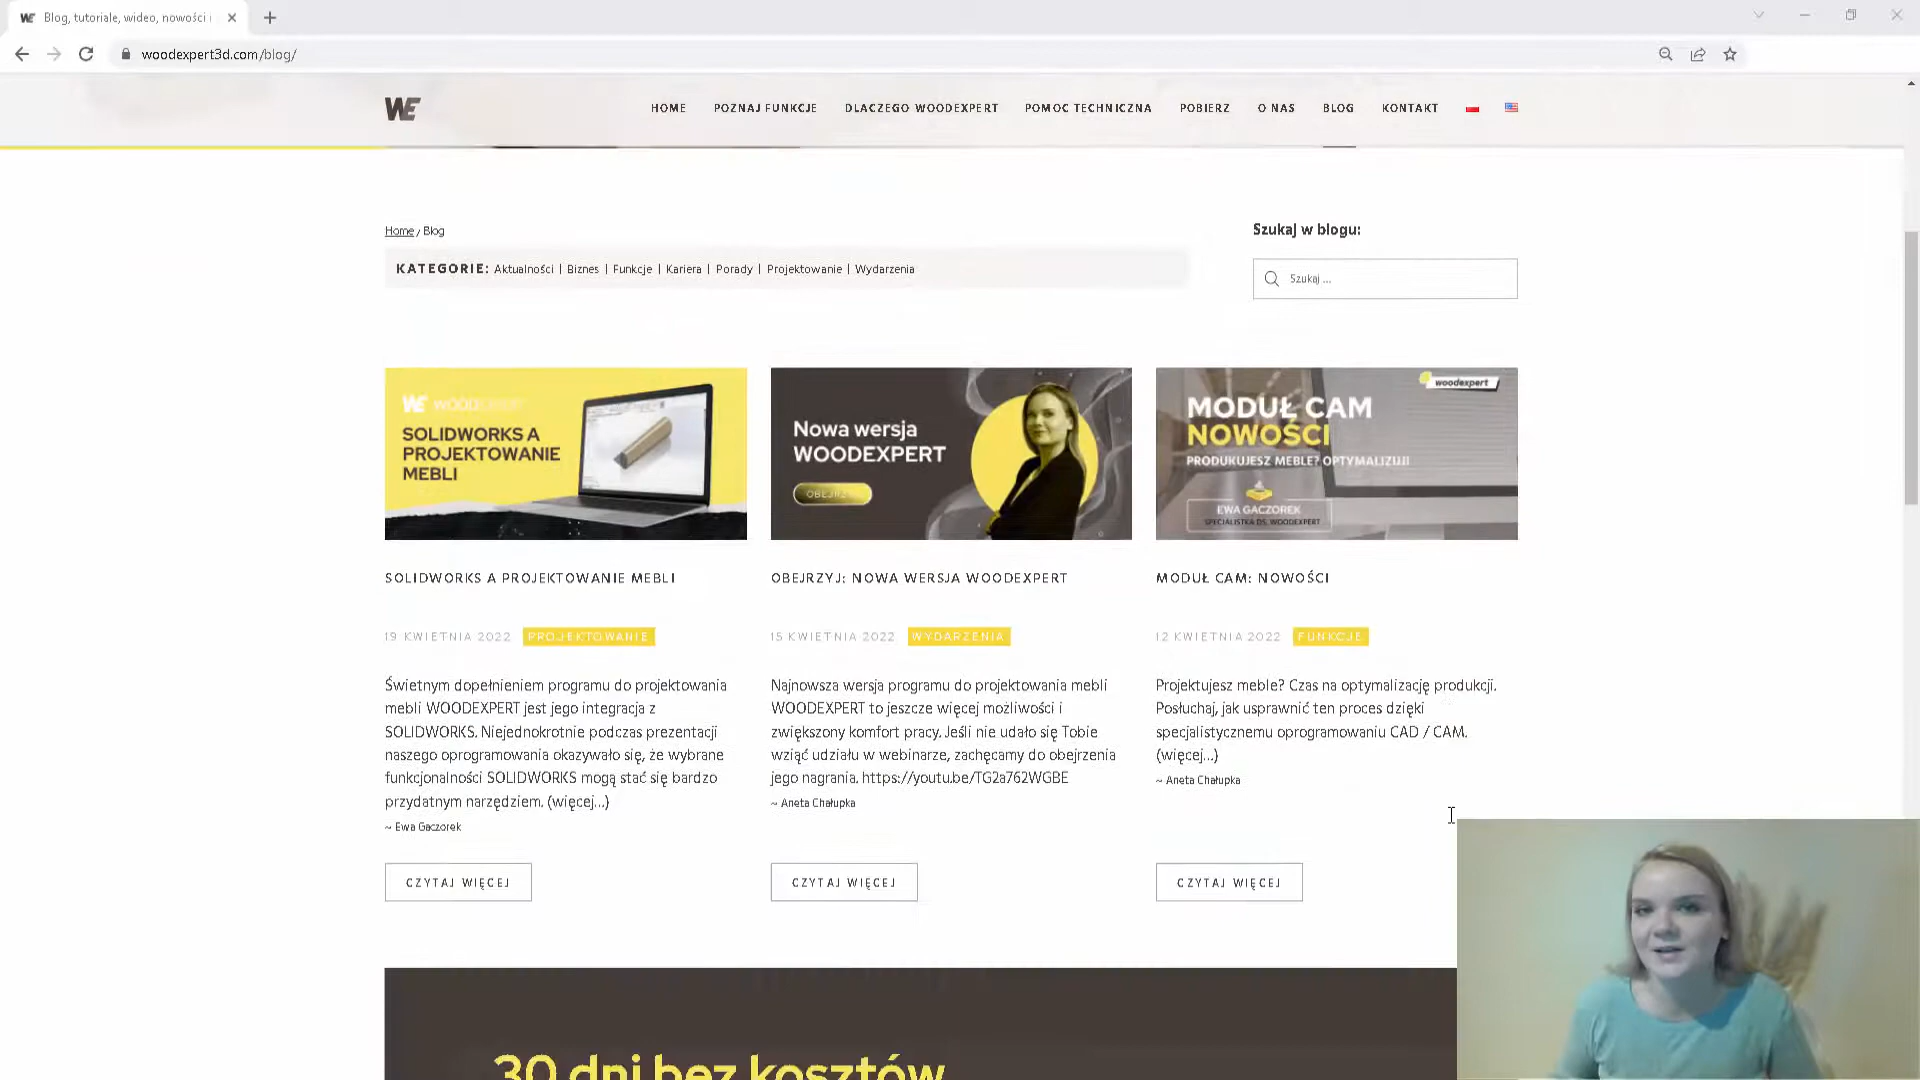 Blog, tutoriale, wideo, nowości i
woodexpert3d.com/blog/
WE
HOME POZNAJ FUNKCJE DLACZEGO WOODEXPERT POMOC TECHNICZNA POBIERZ O NAS BLOG KONTAKT
Home / Blog
KATEGORIE: Aktualności | Biznes | Funkcje | Kariera | Porady | Projektowanie | Wydarzenia
Szukaj w blogu:
Szukaj ...
WE WOODEXPERT
SOLIDWORKS A
PROJEKTOWANIE
MEBLI
Nowa wersja
WOODEXPERT
OBEJRZYJ
woodexpert
MODUŁ CAM
NOWOŚCI
PRODUKUJESZ MEBLE? OPTYMALIZUJ!
EWA GACZOREK
SPECJALISTKA DS. WOODEXPERT
SOLIDWORKS A PROJEKTOWANIE MEBLI
19 KWIETNIA 2022 PROJEKTOWANIE
Świetnym dopełnieniem programu do projektowania
mebli WOODEXPERT jest jego integracja z
SOLIDWORKS. Niejednokrotnie podczas prezentacji
naszego oprogramowania okazywało się, że wybrane
funkcjonalności SOLIDWORKS mogą stać się bardzo
przydatnym narzędziem. (więcej...)
~ Ewa Gaczorek
CZYTAJ WIĘCEJ
OBEJRZYJ: NOWA WERSJA WOODEXPERT
15 KWIETNIA 2022 WYDARZENIA
Najnowsza wersja programu do projektowania mebli
WOODEXPERT to jeszcze więcej możliwości i
zwiększony komfort pracy. Jeśli nie udało się Tobie
wziąć udziału w webinarze, zachęcamy do obejrzenia
jego nagrania. https://youtu.be/TG2a762WGBE
~ Aneta Chałupka
CZYTAJ WIĘCEJ
MODUŁ CAM: NOWOŚCI
12 KWIETNIA 2022 FUNKCJE
Projektujesz meble? Czas na optymalizację produkcji.
Posłuchaj, jak usprawnić ten proces dzięki
specjalistycznemu oprogramowaniu CAD / CAM.
(więcej...)
~ Aneta Chałupka
CZYTAJ WIĘCEJ
30 dni bez kosztów